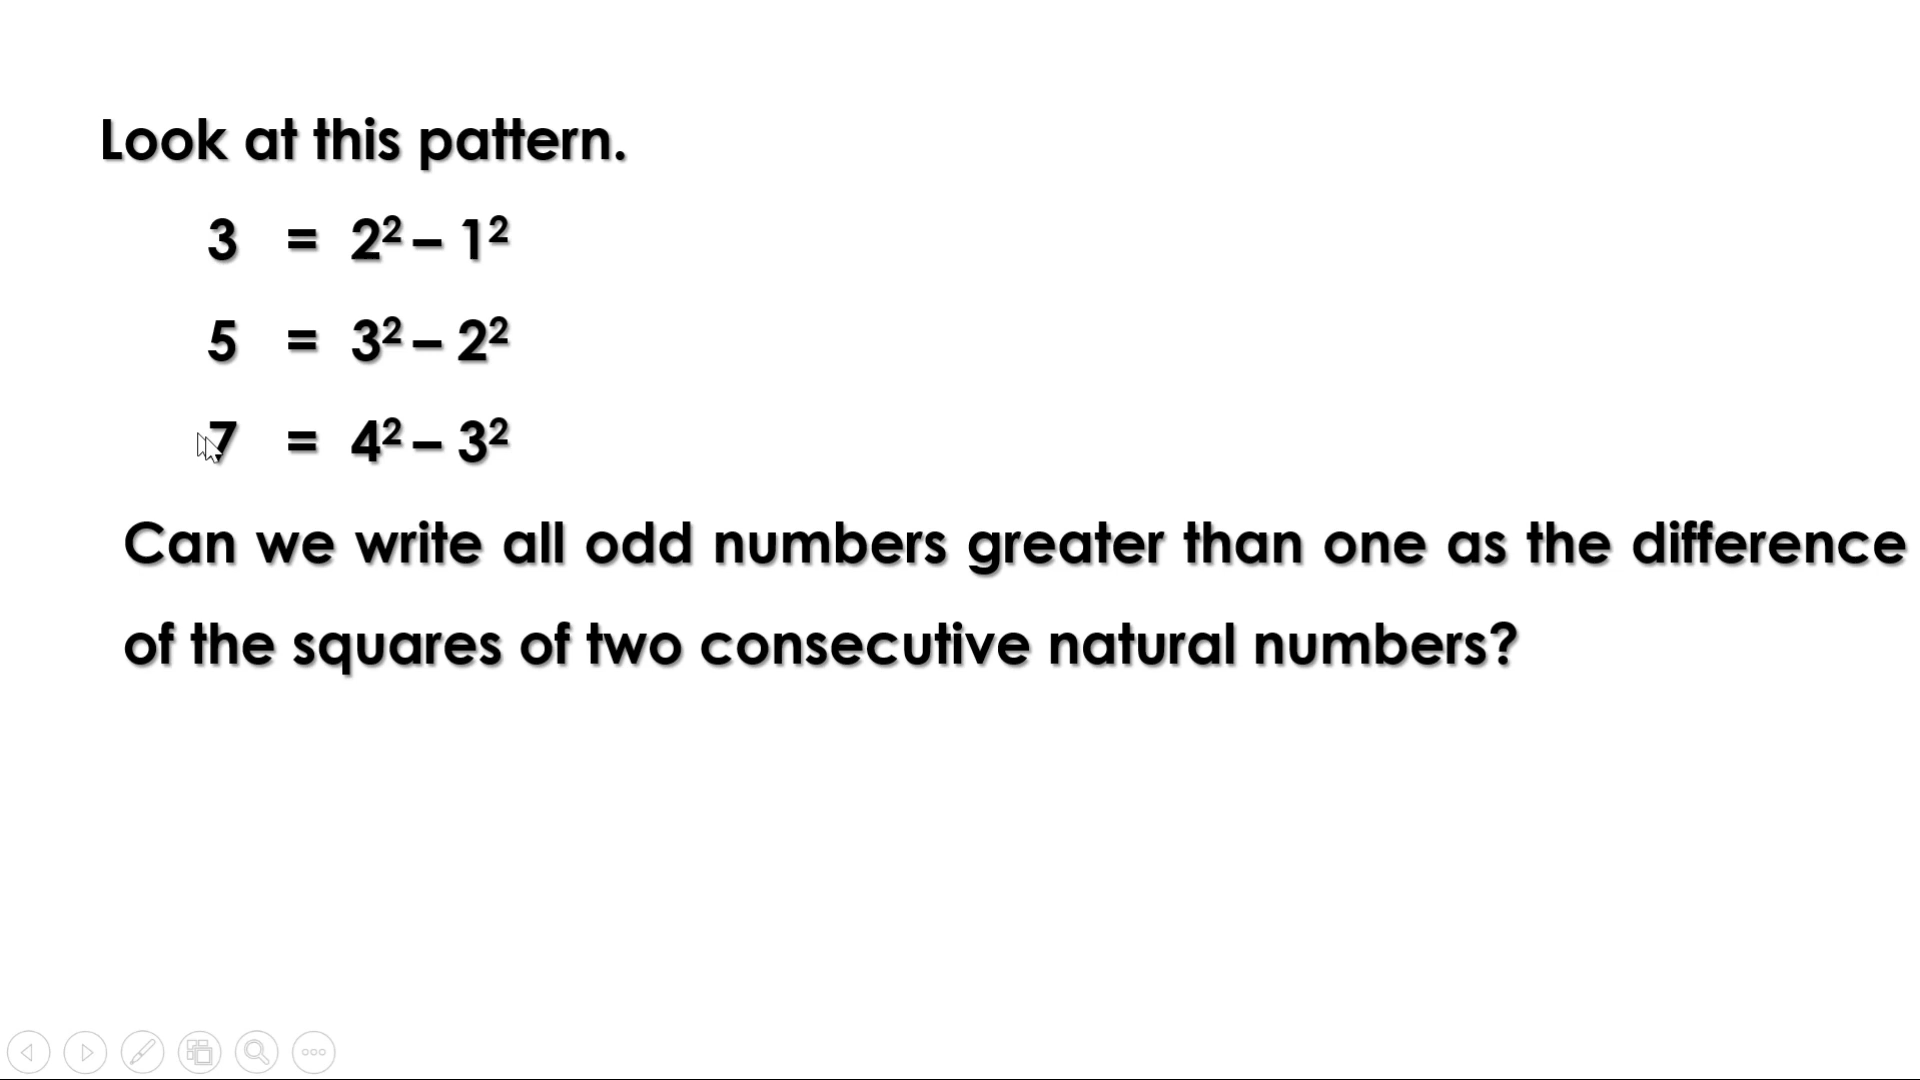 Look at this pattern.
3 = 2² – 1²
5 = 3² – 2²
7 = 4² – 3²
Can we write all odd numbers greater than one as the difference
of the squares of two consecutive natural numbers?